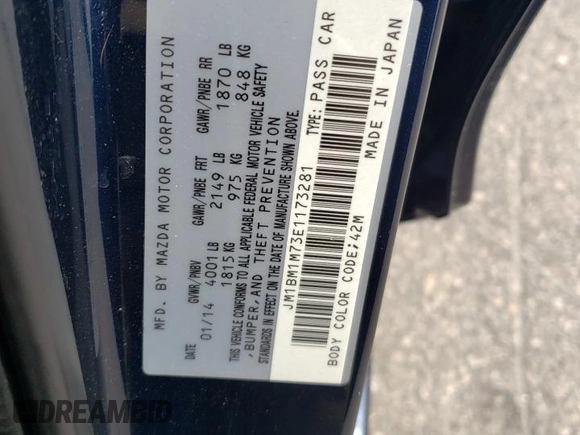 MFD. BY MAZDA MOTOR CORPORATION
DATE GVWR/PNBV GAWR/PNBE FRT GAWR/PNBE RR
01/14 4001 LB 2149 LB 1870 LB
1815 KG 975 KG 848 KG
THIS VEHICLE CONFORMS TO ALL APPLICABLE FEDERAL MOTOR VEHICLE SAFETY
,BUMPER,AND THEFT PREVENTION
STANDARDS IN EFFECT ON THE DATE OF MANUFACTURE SHOWN ABOVE.
JM1BM1M73E1173281 TYPE: PASS CAR
BODY COLOR CODE;42M MADE IN JAPAN
DREAMBID